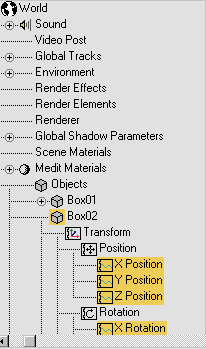 World
Sound
Video Post
Global Tracks
Environment
Render Effects
Render Elements
Renderer
Global Shadow Parameters
Scene Materials
Medit Materials
Objects
Box01
Box02
Transform
Position
X Position
Y Position
Z Position
Rotation
X Rotation